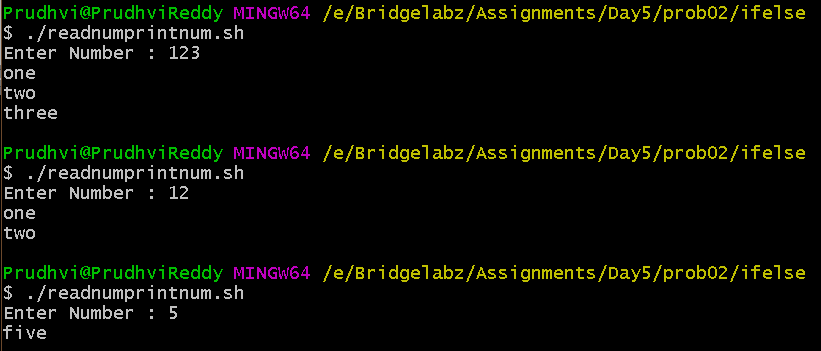 Prudhvi@PrudhviReddy MINGW64 /e/Bridgelabz/Assignments/Day5/prob02/ifelse
$ ./readnumprintnum.sh
Enter Number : 123
one
two
three
Prudhvi@PrudhviReddy MINGW64 /e/Bridgelabz/Assignments/Day5/prob02/ifelse
$ ./readnumprintnum.sh
Enter Number : 12
one
two
Prudhvi@PrudhviReddy MINGW64 /e/Bridgelabz/Assignments/Day5/prob02/ifelse
$ ./readnumprintnum.sh
Enter Number : 5
five